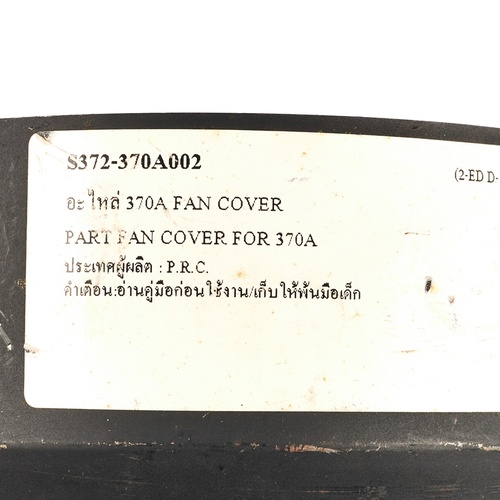 S372-370A002
(2-ED D-
อะไหล่ 370A FAN COVER
PART FAN COVER FOR 370A
ประเทศผู้ผลิต : P.R.C.
คำเตือน:อ่านคู่มือก่อนใช้งาน/เก็บให้พ้นมือเด็ก